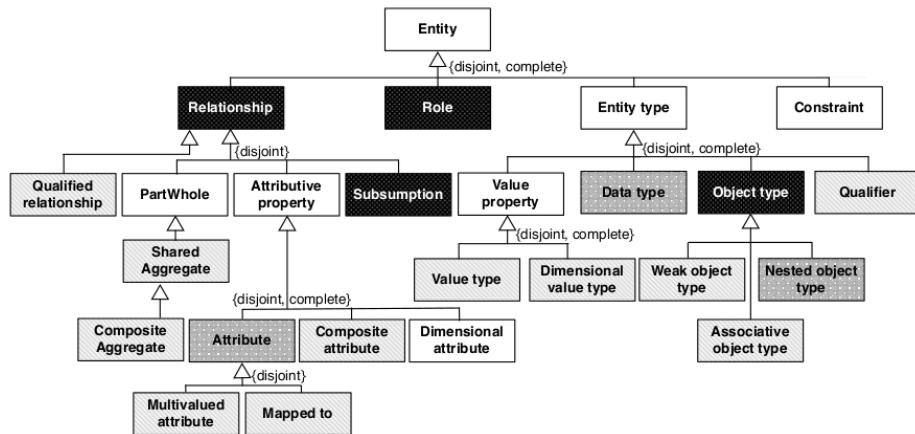 Entity
{disjoint, complete}
Relationship
Role
Entity type
Constraint
{disjoint}
{disjoint, complete}
Qualified
relationship
PartWhole
Attributive
property
Subsumption
Value
property
Data type
Object type
Qualifier
{disjoint, complete}
Shared
Aggregate
Value type
Dimensional
value type
Weak object
type
Nested object
type
{disjoint, complete}
Composite
Aggregate
Attribute
Composite
attribute
Dimensional
attribute
Associative
object type
{disjoint}
Multivalued
attribute
Mapped to